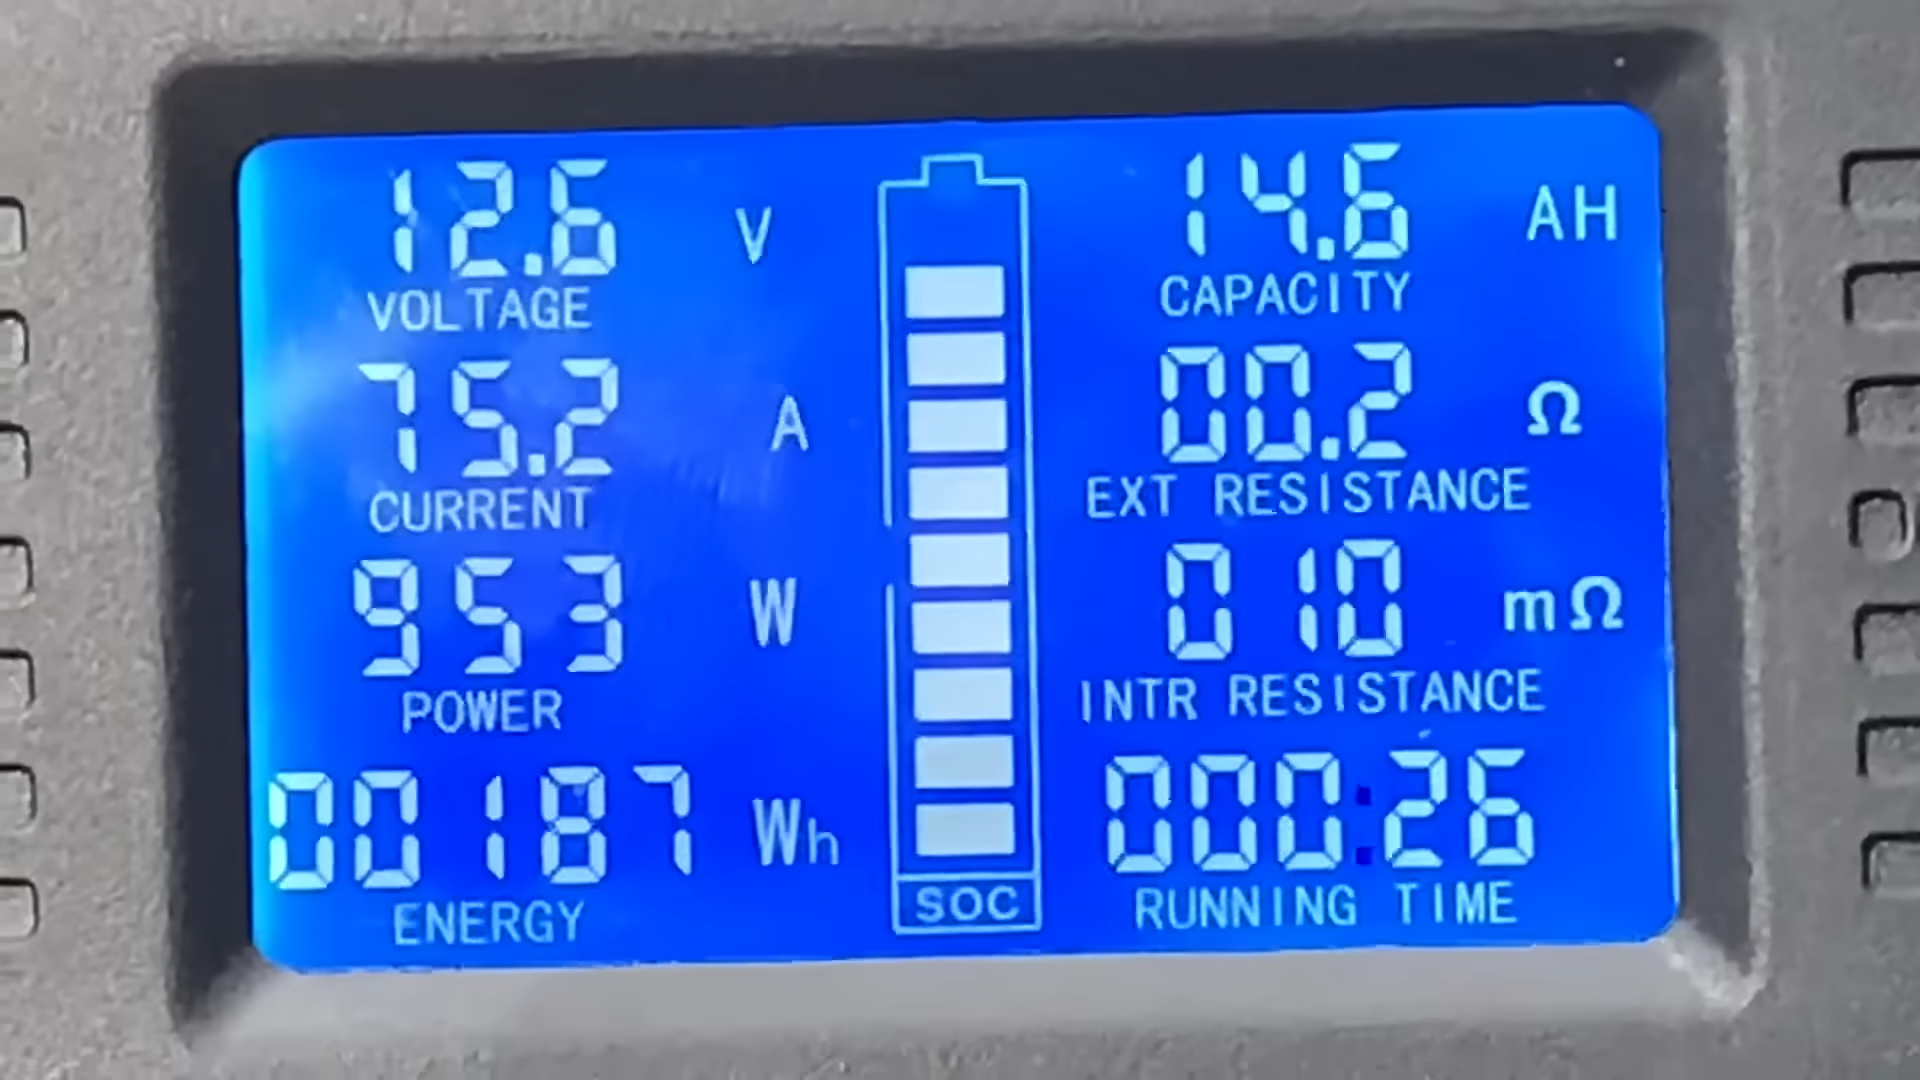 12.6 V
VOLTAGE
75.2 A
CURRENT
953 W
POWER
00187 Wh
ENERGY
SOC
14.6 AH
CAPACITY
00.2 Ω
EXT RESISTANCE
010 mΩ
INTR RESISTANCE
000:26
RUNNING TIME